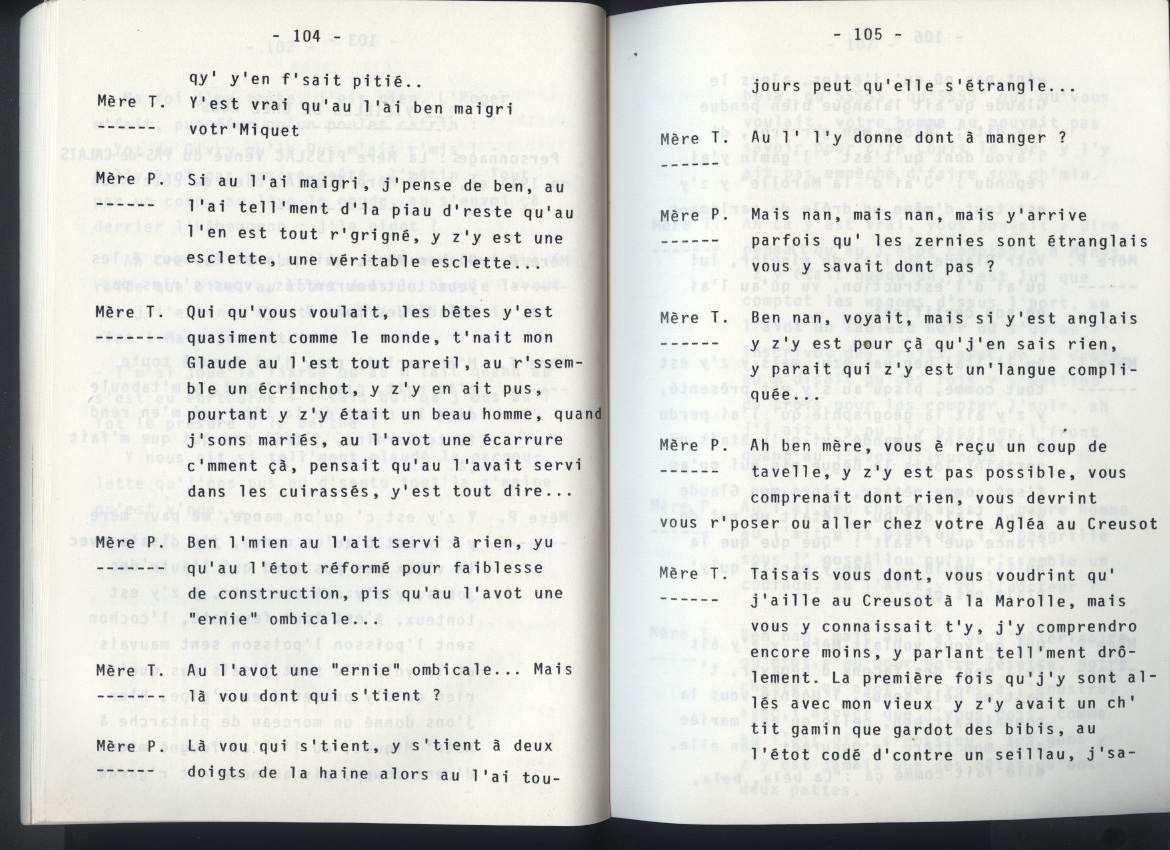 - 104 -
qy' y'en f'sait pitié..
Mère T. Y'est vrai qu'au l'ai ben maigri
------ votr'Miquet
Mère P. Si au l'ai maigri, j'pense de ben, au
------ l'ai tell'ment d'la piau d'reste qu'au
l'en est tout r'grigné, y z'y est une
esclette, une véritable esclette...
Mère T. Qui qu'vous voulait, les bêtes y'est
------- quasiment comme le monde, t'nait mon
Glaude au l'est tout pareil, au r'ssem-
ble un écrinchot, y z'y en ait pus,
pourtant y z'y était un beau homme, quand
j'sons mariés, au l'avot une écarrure
c'mment çà, pensait qu'au l'avait servi
dans les cuirassés, y'est tout dire...
Mère P. Ben l'mien au l'ait servi à rien, yu
------- qu'au l'étot réformé pour faiblesse
de construction, pis qu'au l'avot une
"ernie" ombicale...
Mère T. Au l'avot une "ernie" ombicale... Mais
------- là vou dont qui s'tient ?
Mère P. Là vou qui s'tient, y s'tient à deux
------ doigts de la haine alors au l'ai tou-
- 105 -
jours peut qu'elle s'étrangle...
Mère T. Au l' l'y donne dont à manger ?
------
Mère P. Mais nan, mais nan, mais y'arrive
------ parfois qu' les zernies sont étranglais
vous y savait dont pas ?
Mère T. Ben nan, voyait, mais si y'est anglais
------ y z'y est pour çà qu'j'en sais rien,
y parait qui z'y est un'langue compli-
quée...
Mère P. Ah ben mère, vous è reçu un coup de
------ tavelle, y z'y est pas possible, vous
comprenait dont rien, vous devrint
vous r'poser ou aller chez votre Agléa au Creusot
Mère T. Taisais vous dont, vous voudrint qu'
------ j'aille au Creusot à la Marolle, mais
vous y connaissait t'y, j'y comprendro
encore moins, y parlant tell'ment drô-
lement. La première fois qu'j'y sont al-
lés avec mon vieux y z'y avait un ch'
tit gamin que gardot des bibis, au
l'étot codé d'contre un seillau, j'sa-